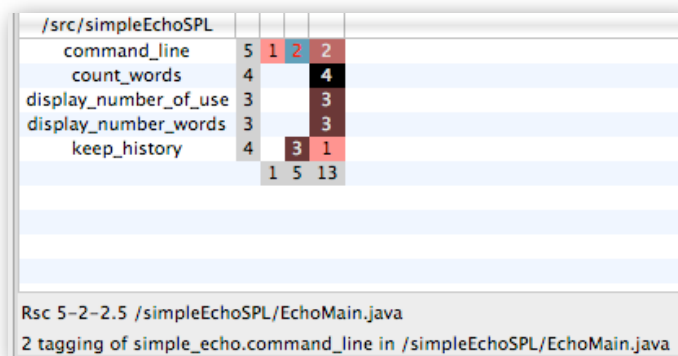 /src/simpleEchoSPL
command_line 5 1 2 2
count_words 4 4
display_number_of_use 3 3
display_number_words 3 3
keep_history 4 3 1
1 5 13
Rsc 5-2-2.5 /simpleEchoSPL/EchoMain.java
2 tagging of simple_echo.command_line in /simpleEchoSPL/EchoMain.java